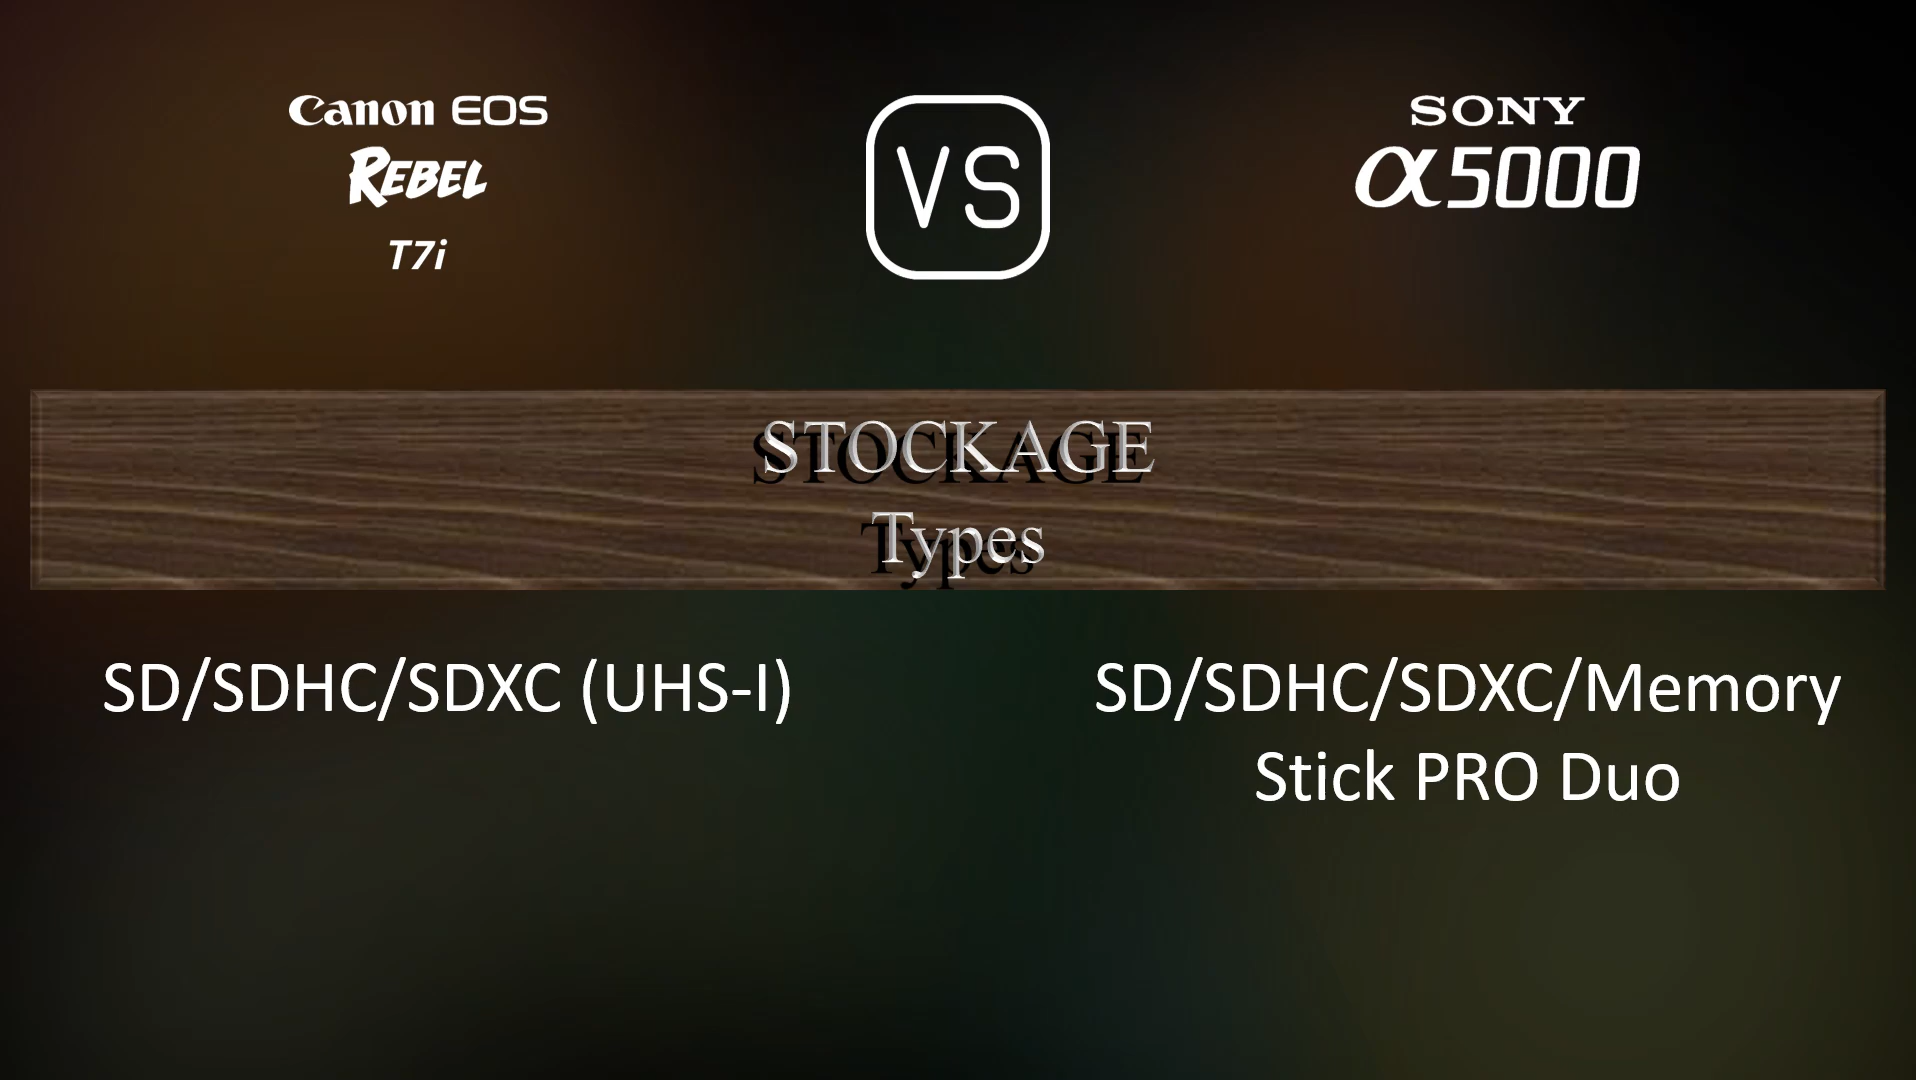 Canon EOS
REBEL
T7i
VS
SONY
α5000
STOCKAGE
Types
SD/SDHC/SDXC (UHS-I)
SD/SDHC/SDXC/Memory
Stick PRO Duo